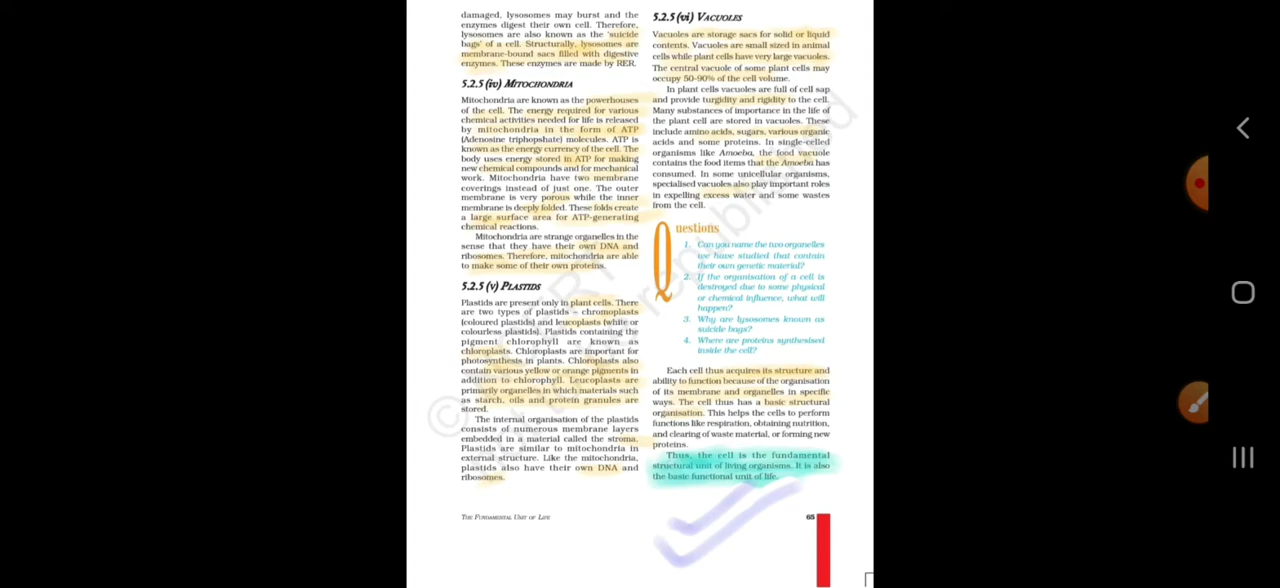 damaged, lysosomes may burst and the
enzymes digest their own cell. Therefore,
lysosomes are also known as the 'suicide
bags' of a cell. Structurally, lysosomes are
membrane-bound sacs filled with digestive
enzymes. These enzymes are made by RER.
5.2.5 (iv) MITOCHONDRIA
Mitochondria are known as the powerhouses
of the cell. The energy required for various
chemical activities needed for life is released
by mitochondria in the form of ATP
(Adenosine triphopshate) molecules. ATP is
known as the energy currency of the cell. The
body uses energy stored in ATP for making
new chemical compounds and for mechanical
work. Mitochondria have two membrane
coverings instead of just one. The outer
membrane is very porous while the inner
membrane is deeply folded. These folds create
a large surface area for ATP-generating
chemical reactions.
Mitochondria are strange organelles in the
sense that they have their own DNA and
ribosomes. Therefore, mitochondria are able
to make some of their own proteins.
5.2.5 (v) PLASTIDS
Plastids are present only in plant cells. There
are two types of plastids – chromoplasts
(coloured plastids) and leucoplasts (white or
colourless plastids). Plastids containing the
pigment chlorophyll are known as
chloroplasts. Chloroplasts are important for
photosynthesis in plants. Chloroplasts also
contain various yellow or orange pigments in
addition to chlorophyll. Leucoplasts are
primarily organelles in which materials such
as starch, oils and protein granules are
stored.
The internal organisation of the plastids
consists of numerous membrane layers
embedded in a material called the stroma.
Plastids are similar to mitochondria in
external structure. Like the mitochondria,
plastids also have their own DNA and
ribosomes.
5.2.5 (vi) VACUOLES
Vacuoles are storage sacs for solid or liquid
contents. Vacuoles are small sized in animal
cells while plant cells have very large vacuoles.
The central vacuole of some plant cells may
occupy 50-90% of the cell volume.
In plant cells vacuoles are full of cell sap
and provide turgidity and rigidity to the cell.
Many substances of importance in the life of
the plant cell are stored in vacuoles. These
include amino acids, sugars, various organic
acids and some proteins. In single-celled
organisms like Amoeba, the food vacuole
contains the food items that the Amoeba has
consumed. In some unicellular organisms,
specialised vacuoles also play important roles
in expelling excess water and some wastes
from the cell.
Questions
1. Can you name the two organelles
we have studied that contain
their own genetic material?
2. If the organisation of a cell is
destroyed due to some physical
or chemical influence, what will
happen?
3. Why are lysosomes known as
suicide bags?
4. Where are proteins synthesised
inside the cell?
Each cell thus acquires its structure and
ability to function because of the organisation
of its membrane and organelles in specific
ways. The cell thus has a basic structural
organisation. This helps the cells to perform
functions like respiration, obtaining nutrition,
and clearing of waste material, or forming new
proteins.
Thus, the cell is the fundamental
structural unit of living organisms. It is also
the basic functional unit of life.
THE FUNDAMENTAL UNIT OF LIFE
65